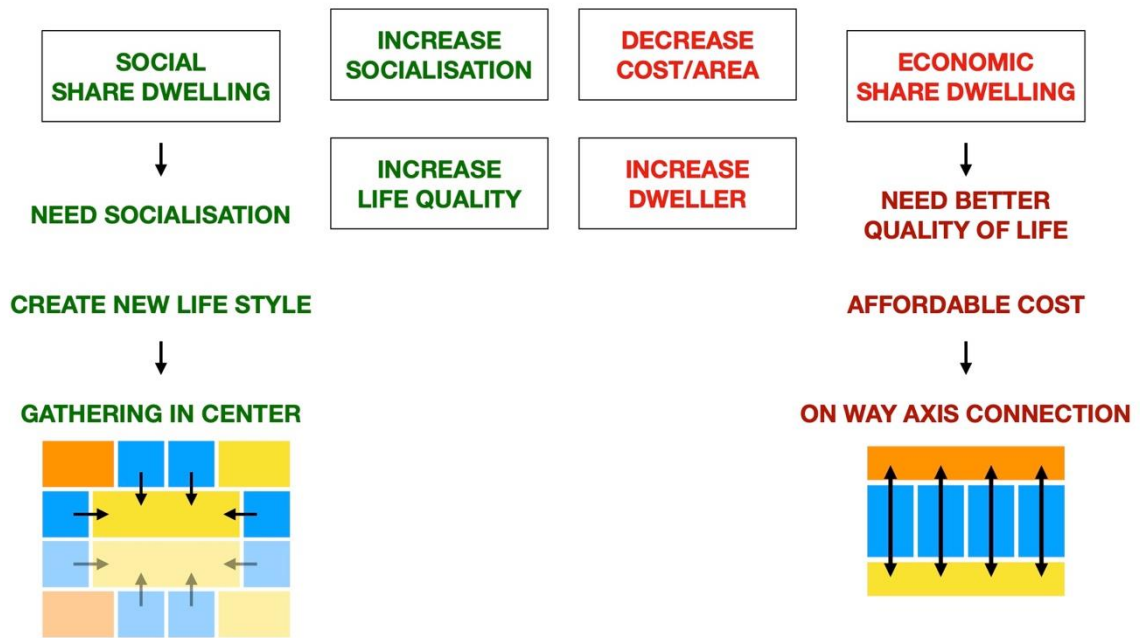 SOCIAL
SHARE DWELLING
NEED SOCIALISATION
CREATE NEW LIFE STYLE
GATHERING IN CENTER
INCREASE
SOCIALISATION
INCREASE
LIFE QUALITY
DECREASE
COST/AREA
INCREASE
DWELLER
ECONOMIC
SHARE DWELLING
NEED BETTER
QUALITY OF LIFE
AFFORDABLE COST
ON WAY AXIS CONNECTION